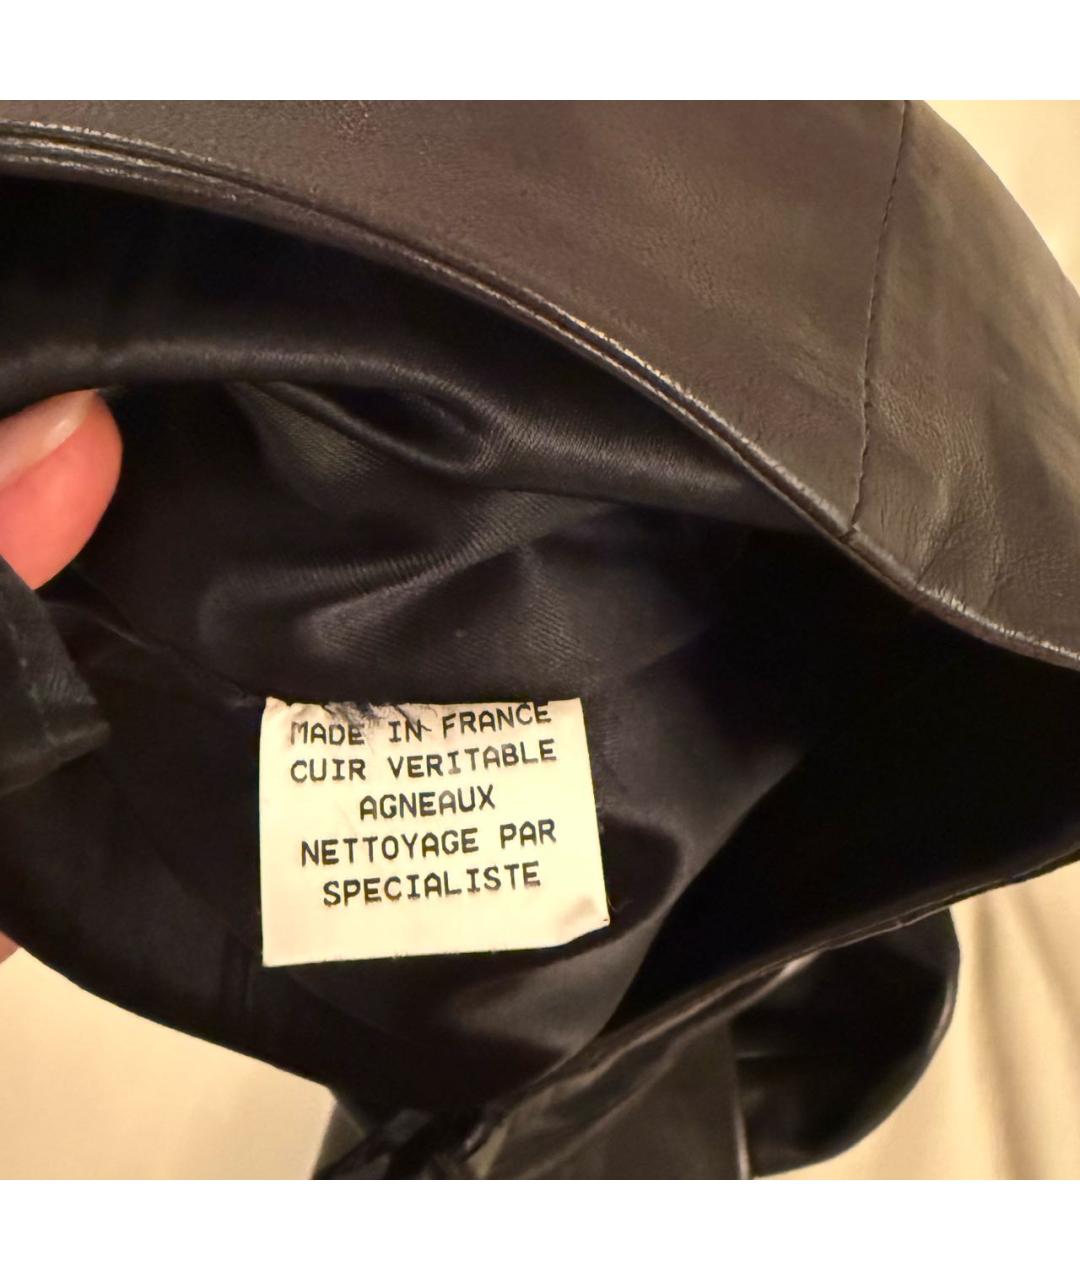 MADE IN FRANCE
CUIR VERITABLE
AGNEAUX
NETTOYAGE PAR
SPECIALISTE